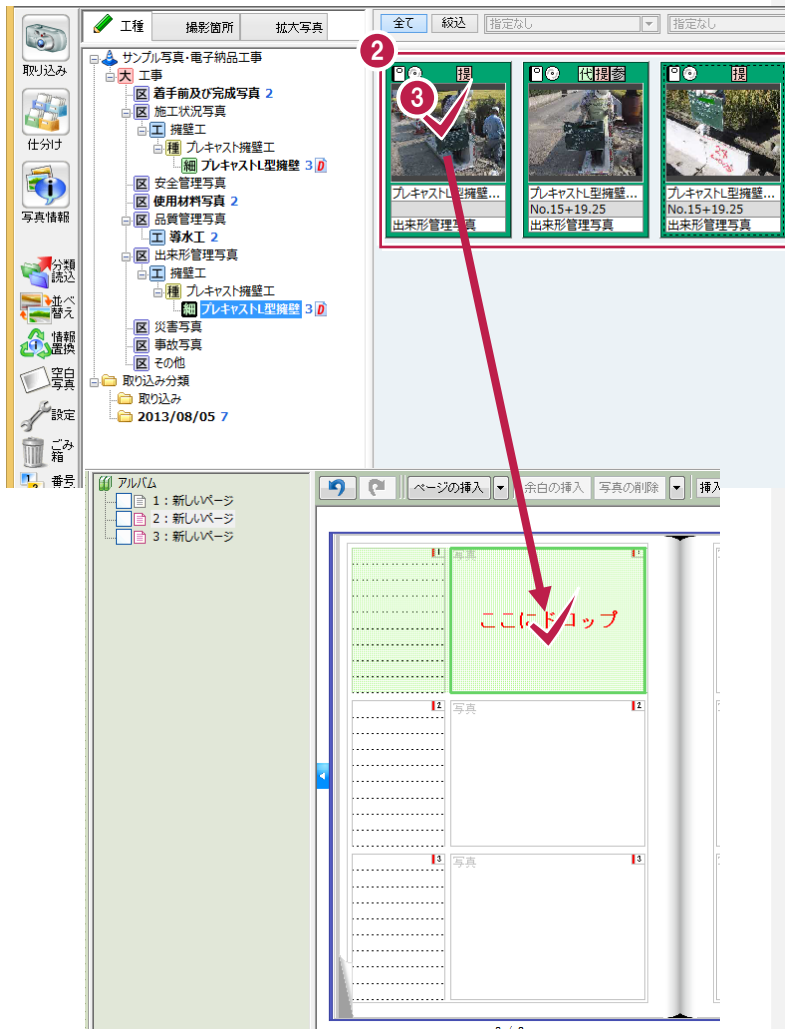 取り込み
仕分け
写真情報
分類
読込
並べ
替え
情報
置換
空白
写真
設定
ごみ
箱
番号
工種
撮影箇所
拡大写真
サンプル写真・電子納品工事
大 工事
区 着手前及び完成写真 2
区 施工状況写真
工 擁壁工
種 プレキャスト擁壁工
細 プレキャストL型擁壁 3 D
区 安全管理写真
区 使用材料写真 2
区 品質管理写真
工 導水工 2
区 出来形管理写真
工 擁壁工
種 プレキャスト擁壁工
細 プレキャストL型擁壁 3 D
区 災害写真
区 事故写真
区 その他
取り込み分類
取り込み
2013/08/05 7
全て
絞込
指定なし
指定なし
2
3
提
プレキャストL型擁壁...
出来形管理写真
代提参
プレキャストL型擁壁...
No.15+19.25
出来形管理写真
提
プレキャストL型擁壁...
No.15+19.25
出来形管理写真
アルバム
1：新しいページ
2：新しいページ
3：新しいページ
ページの挿入
余白の挿入
写真の削除
挿入
1
写真
1
ここにドロップ
2
写真
2
3
写真
3